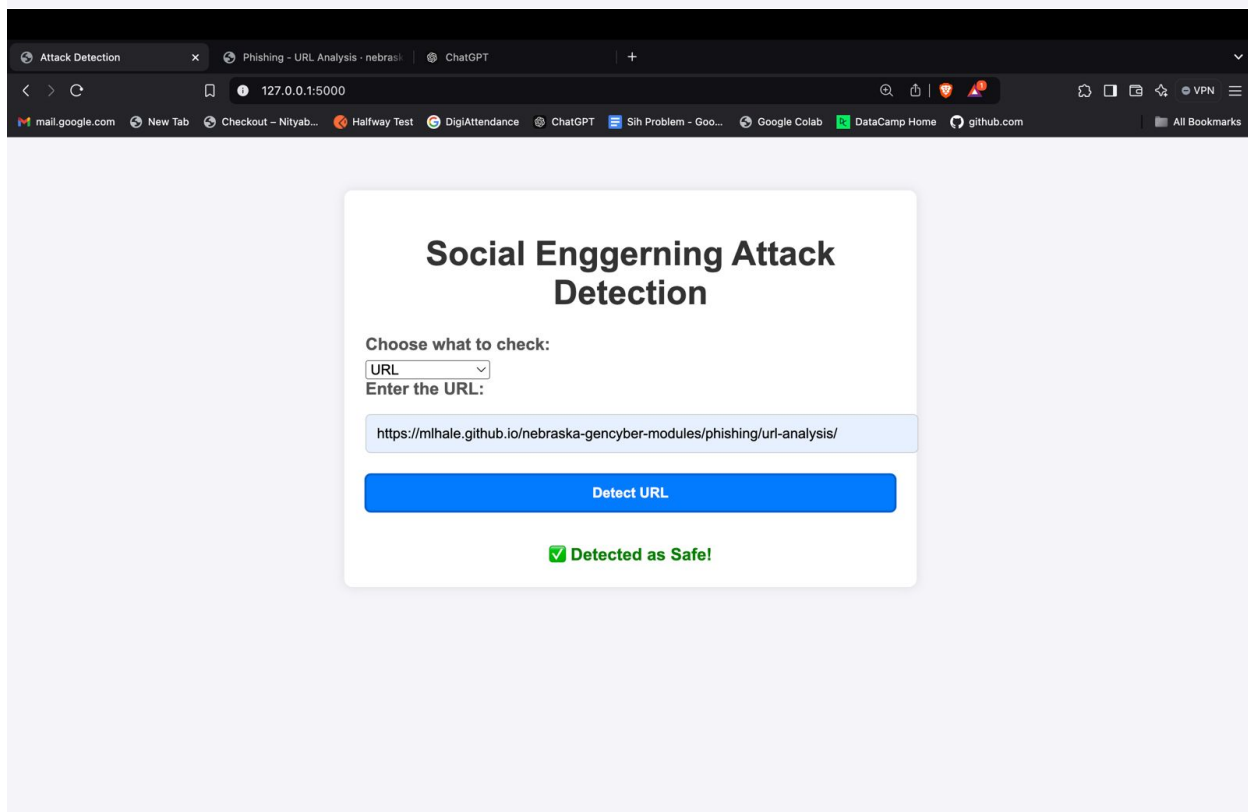 Attack Detection
Phishing - URL Analysis · nebrask
ChatGPT
127.0.0.1:5000
1
VPN
mail.google.com New Tab Checkout – Nityab... Halfway Test DigiAttendance ChatGPT Sih Problem - Goo... Google Colab DataCamp Home github.com All Bookmarks
Social Enggerning Attack
Detection
Choose what to check:
URL
Enter the URL:
https://mlhale.github.io/nebraska-gencyber-modules/phishing/url-analysis/
Detect URL
✅ Detected as Safe!